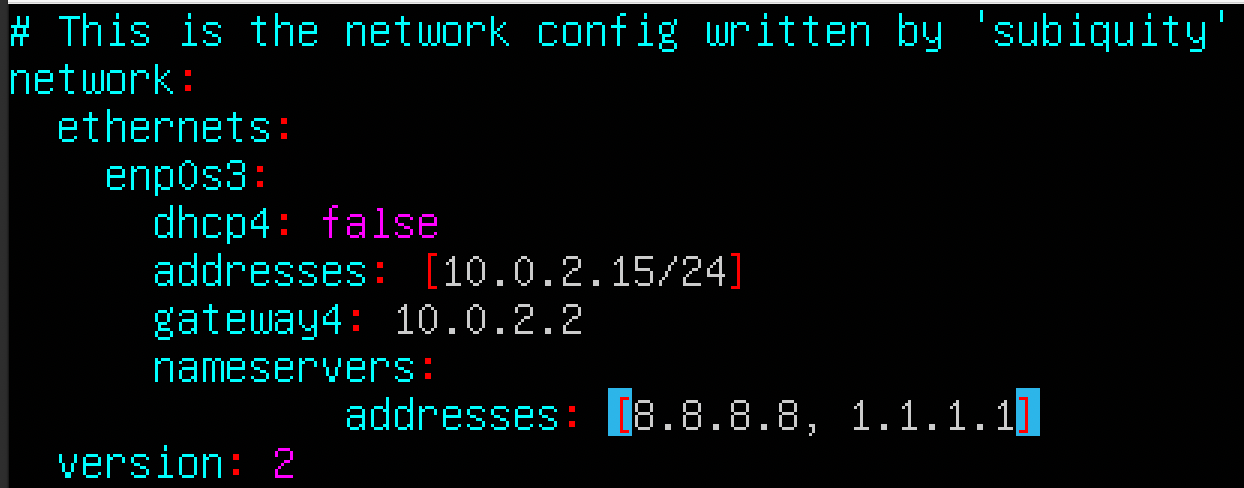 # This is the network config written by 'subiquity'
network:
  ethernets:
    enp0s3:
      dhcp4: false
      addresses: [10.0.2.15/24]
      gateway4: 10.0.2.2
      nameservers:
              addresses: [8.8.8.8, 1.1.1.1]
  version: 2